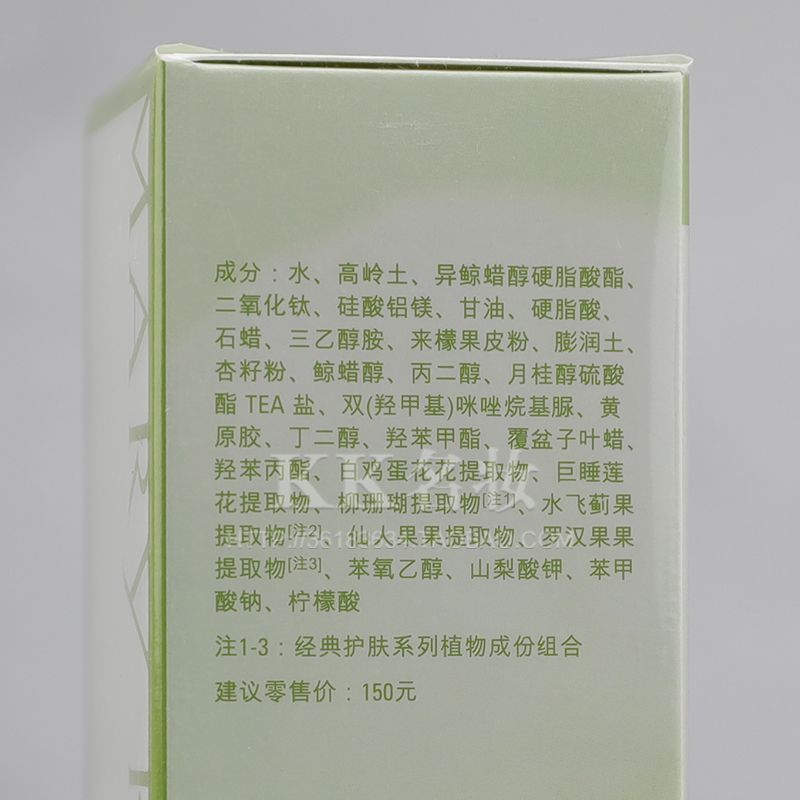 成分：水、高岭土、异鲸蜡醇硬脂酸酯、
二氧化钛、硅酸铝镁、甘油、硬脂酸、
石蜡、三乙醇胺、来檬果皮粉、膨润土、
杏籽粉、鲸蜡醇、丙二醇、月桂醇硫酸
酯 TEA 盐、双(羟甲基)咪唑烷基脲、黄
原胶、丁二醇、羟苯甲酯、覆盆子叶蜡、
羟苯丙酯、白鸡蛋花花提取物、巨睡莲
花提取物、柳珊瑚提取物[注1]、水飞蓟果
提取物[注2]、仙人果果提取物、罗汉果果
提取物[注3]、苯氧乙醇、山梨酸钾、苯甲
酸钠、柠檬酸
注1-3：经典护肤系列植物成份组合
建议零售价：150元
KK名妆